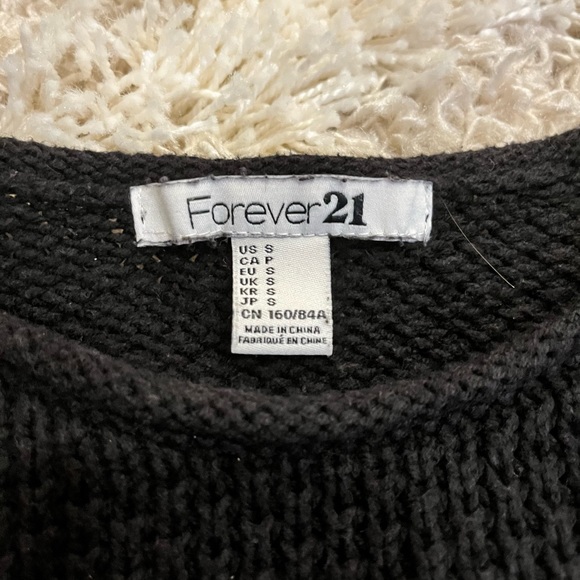 Forever21
US S
CA P
EU S
UK S
KR S
JP S
CN 160/84A
MADE IN CHINA
FABRIQUÉ EN CHINE